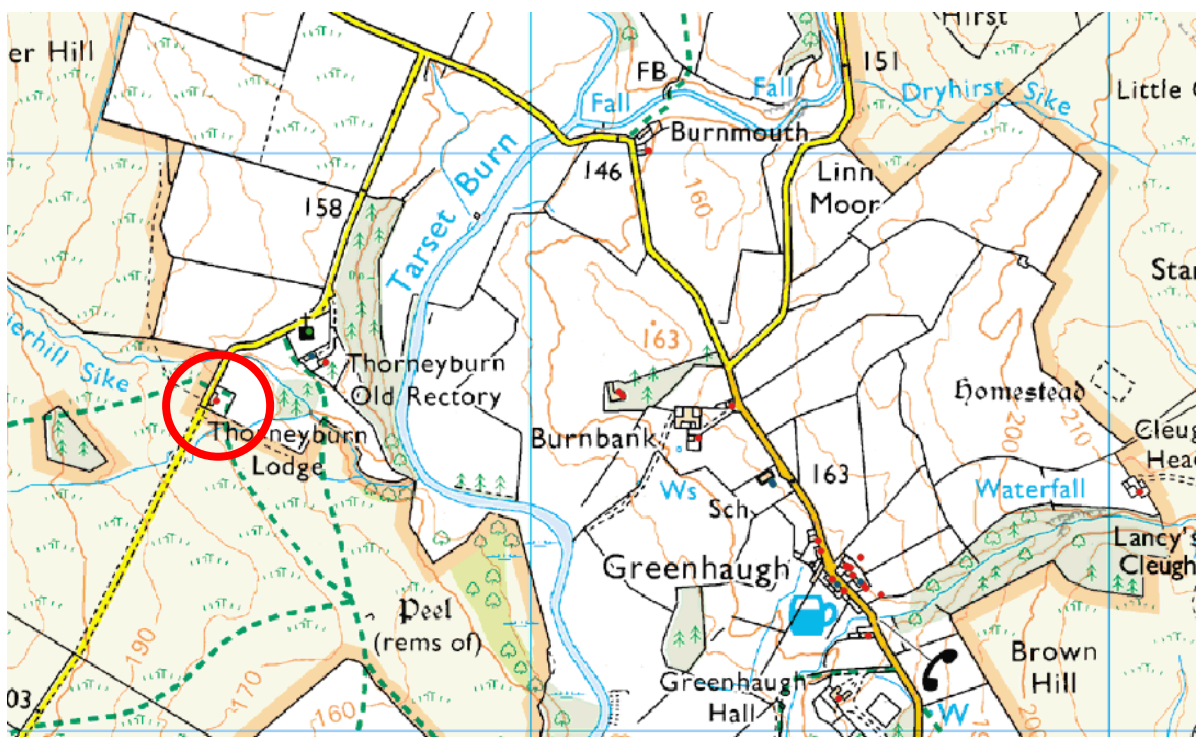 Hirst
er Hill
151
FB
Fall
Fall
Dryhirst Sike
Little
Burnmouth
146
Linn
Moor
160
158
Tarset Burn
Star
163
erhill Sike
Thorneyburn
Old Rectory
Homestead
200
210
Thorneyburn
Lodge
Burnbank
163
Cleug
Head
Ws
Sch
Waterfall
Lancy's
Cleugh
Greenhaugh
Peel
(rems of)
190
170
160
03
Brown
Hill
Greenhaugh
Hall
W
200